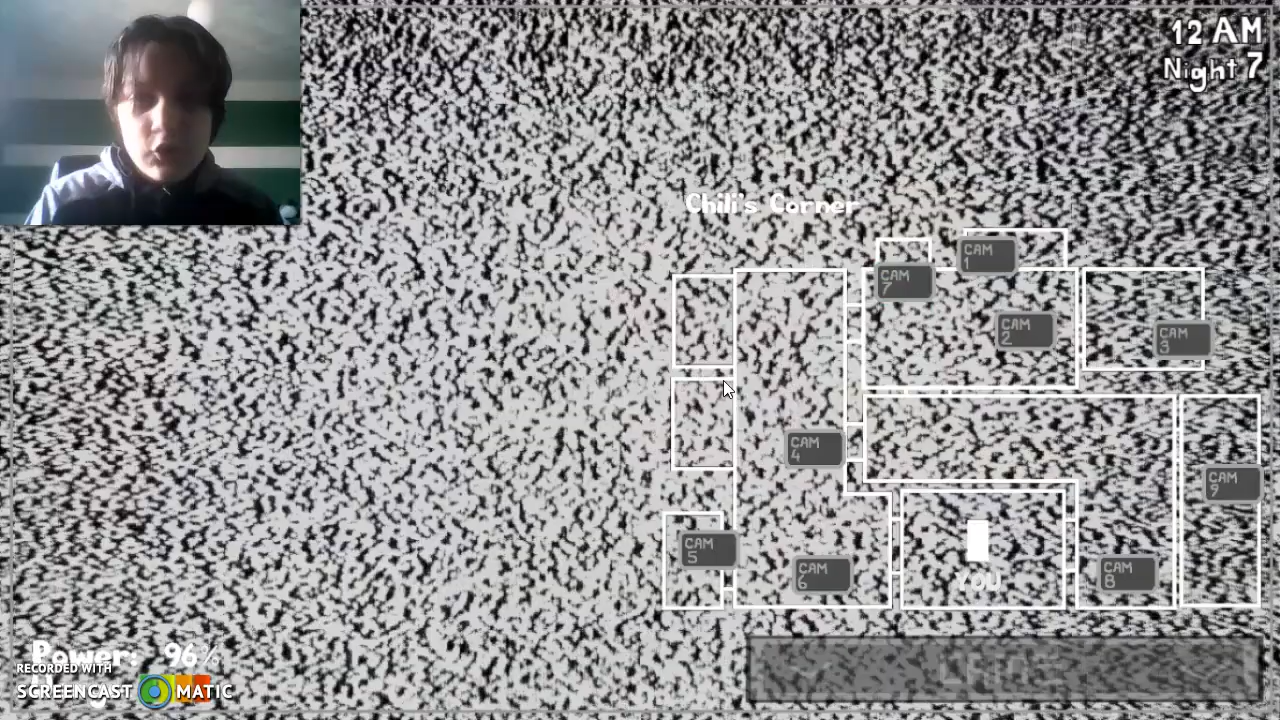 12 AM
Night 7
Chili's Corner
CAM
1
CAM
7
CAM
2
CAM
3
CAM
4
CAM
9
CAM
5
CAM
6
YOU
CAM
8
Power: 96%
RECORDED WITH
SCREENCAST MATIC